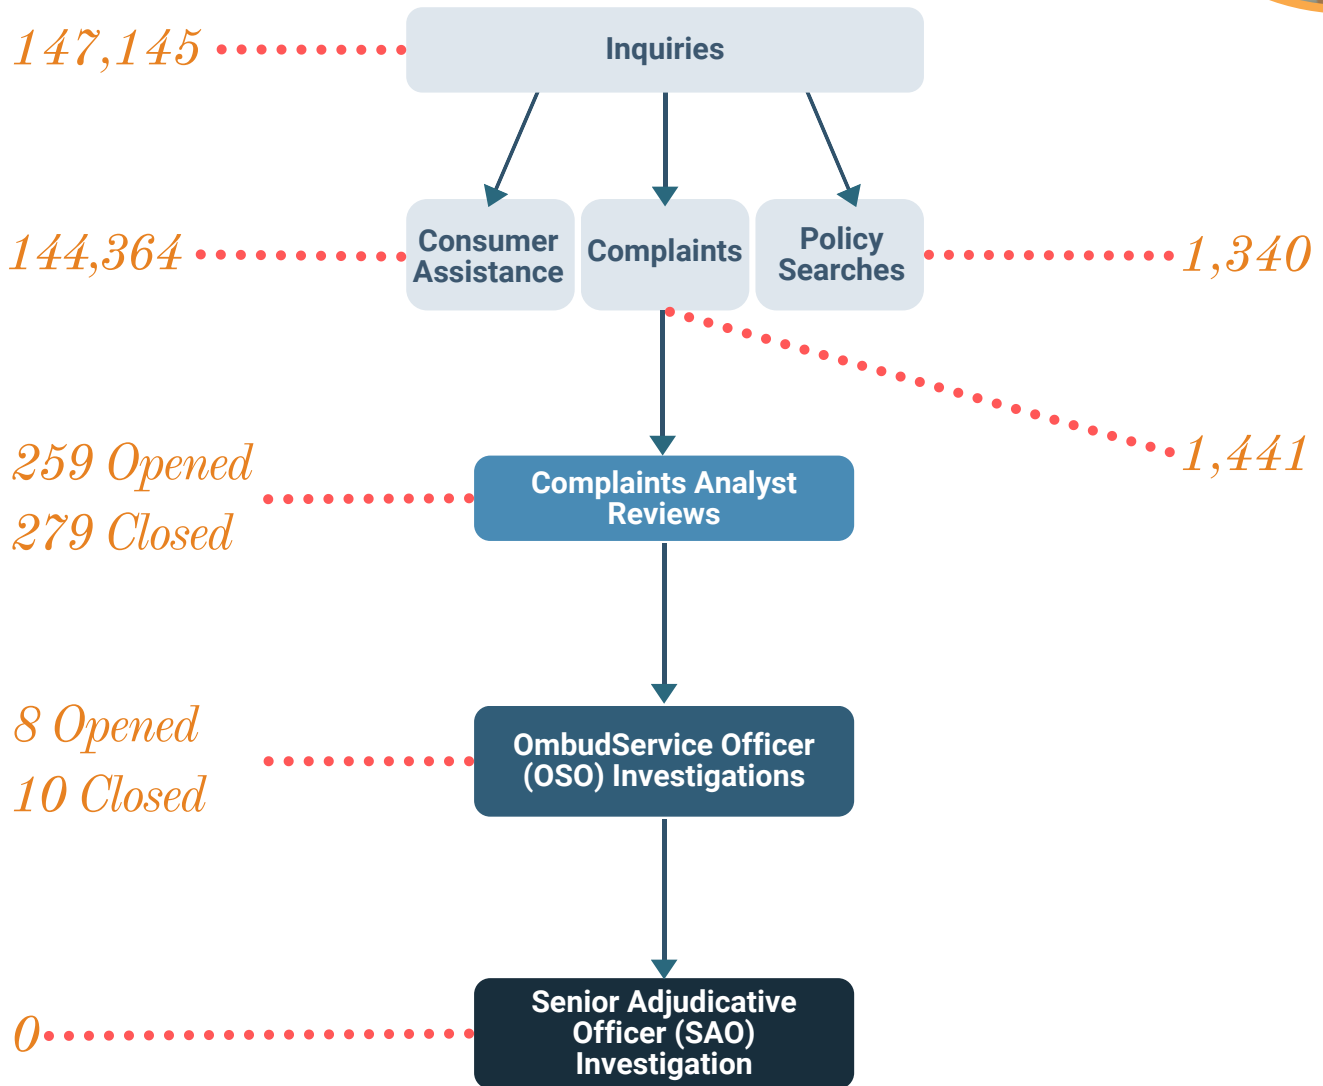 147,145
Inquiries
144,364
Consumer
Assistance
Complaints
Policy
Searches
1,340
1,441
259 Opened
279 Closed
Complaints Analyst
Reviews
8 Opened
10 Closed
OmbudService Officer
(OSO) Investigations
0
Senior Adjudicative
Officer (SAO)
Investigation